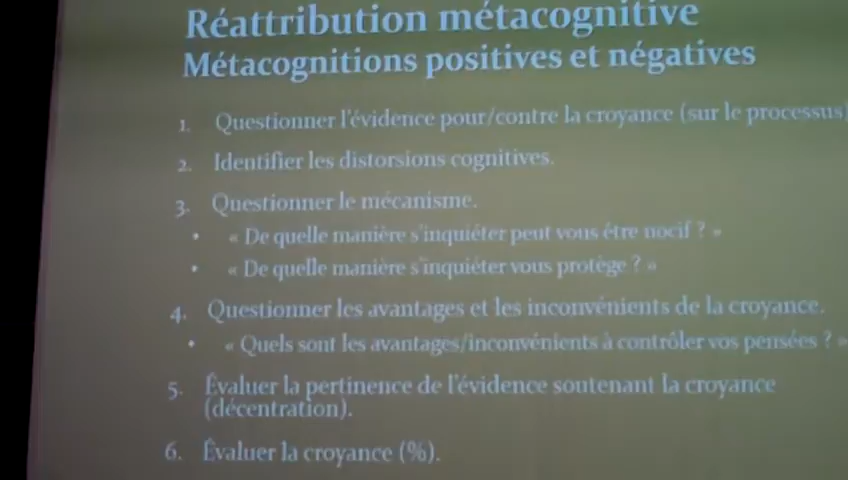 Réattribution métacognitive
Métacognitions positives et négatives
1. Questionner l'évidence pour/contre la croyance (sur le processus)
2. Identifier les distorsions cognitives.
3. Questionner le mécanisme.
• « De quelle manière s'inquiéter peut vous être nocif ? »
• « De quelle manière s'inquiéter vous protège ? »
4. Questionner les avantages et les inconvénients de la croyance.
• « Quels sont les avantages/inconvénients à contrôler vos pensées ? »
5. Évaluer la pertinence de l'évidence soutenant la croyance
(décentration).
6. Évaluer la croyance (%).